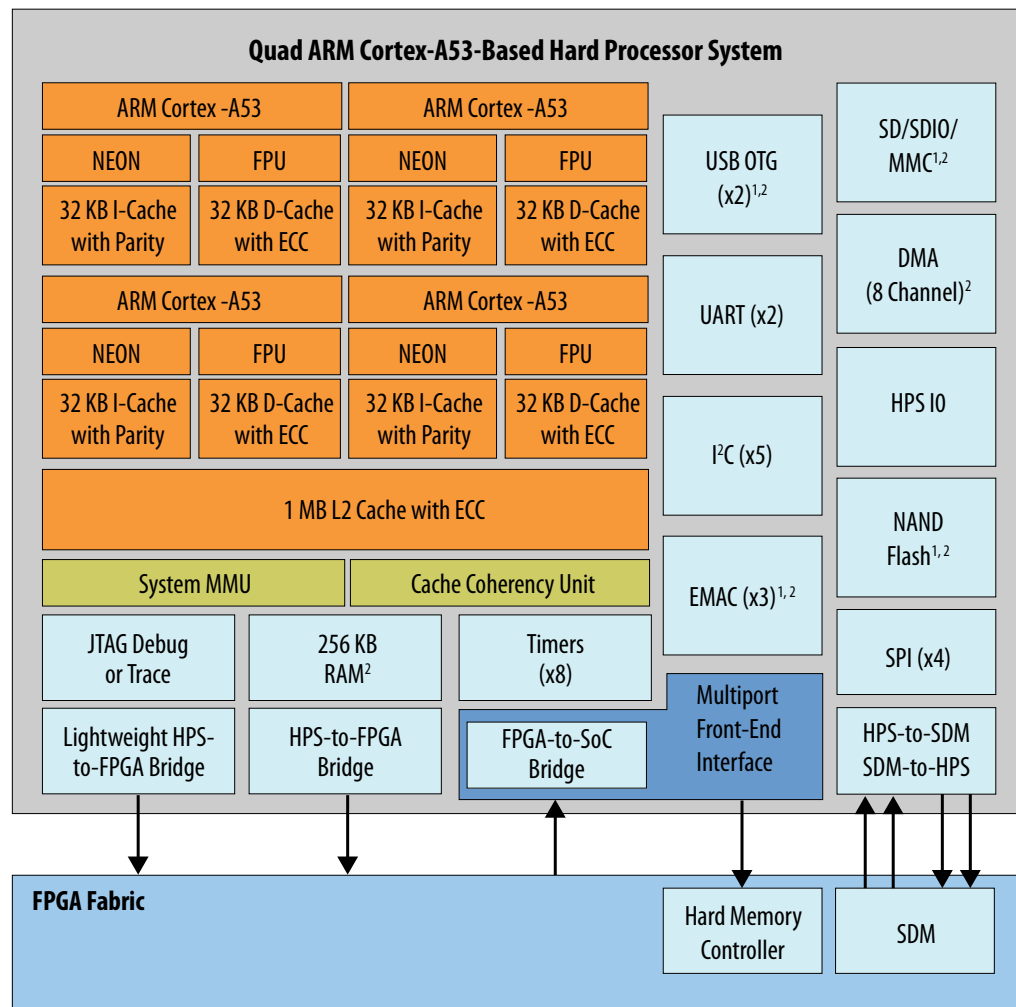 Quad ARM Cortex-A53-Based Hard Processor System
ARM Cortex -A53
ARM Cortex -A53
NEON
FPU
NEON
FPU
32 KB I-Cache
with Parity
32 KB D-Cache
with ECC
32 KB I-Cache
with Parity
32 KB D-Cache
with ECC
ARM Cortex -A53
ARM Cortex -A53
NEON
FPU
NEON
FPU
32 KB I-Cache
with Parity
32 KB D-Cache
with ECC
32 KB I-Cache
with Parity
32 KB D-Cache
with ECC
1 MB L2 Cache with ECC
System MMU
Cache Coherency Unit
JTAG Debug
or Trace
256 KB
RAM²
Timers
(x8)
Lightweight HPS-
to-FPGA Bridge
HPS-to-FPGA
Bridge
FPGA-to-SoC
Bridge
Multiport
Front-End
Interface
USB OTG
(x2)¹,²
UART (x2)
I²C (x5)
EMAC (x3)¹, ²
SD/SDIO/
MMC¹,²
DMA
(8 Channel)²
HPS I0
NAND
Flash¹, ²
SPI (x4)
HPS-to-SDM
SDM-to-HPS
FPGA Fabric
Hard Memory
Controller
SDM